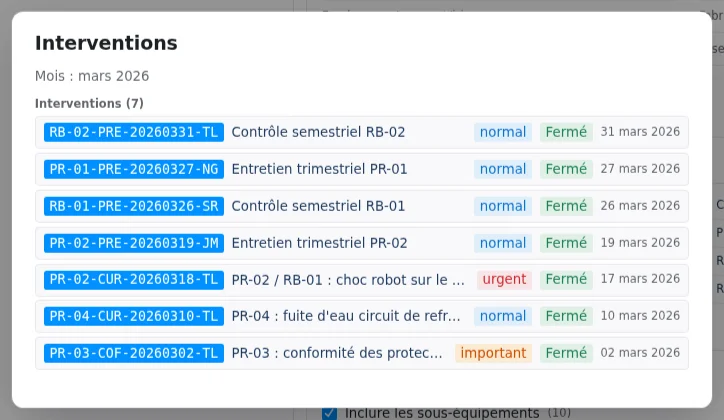 Interventions
Mois : mars 2026
Interventions (7)
RB-02-PRE-20260331-TL Contrôle semestriel RB-02 normal Fermé 31 mars 2026
PR-01-PRE-20260327-NG Entretien trimestriel PR-01 normal Fermé 27 mars 2026
RB-01-PRE-20260326-SR Contrôle semestriel RB-01 normal Fermé 26 mars 2026
PR-02-PRE-20260319-JM Entretien trimestriel PR-02 normal Fermé 19 mars 2026
PR-02-CUR-20260318-TL PR-02 / RB-01 : choc robot sur le ... urgent Fermé 17 mars 2026
PR-04-CUR-20260310-TL PR-04 : fuite d'eau circuit de refr... normal Fermé 10 mars 2026
PR-03-COF-20260302-TL PR-03 : conformité des protec... important Fermé 02 mars 2026
Inclure les sous-équipements (10)